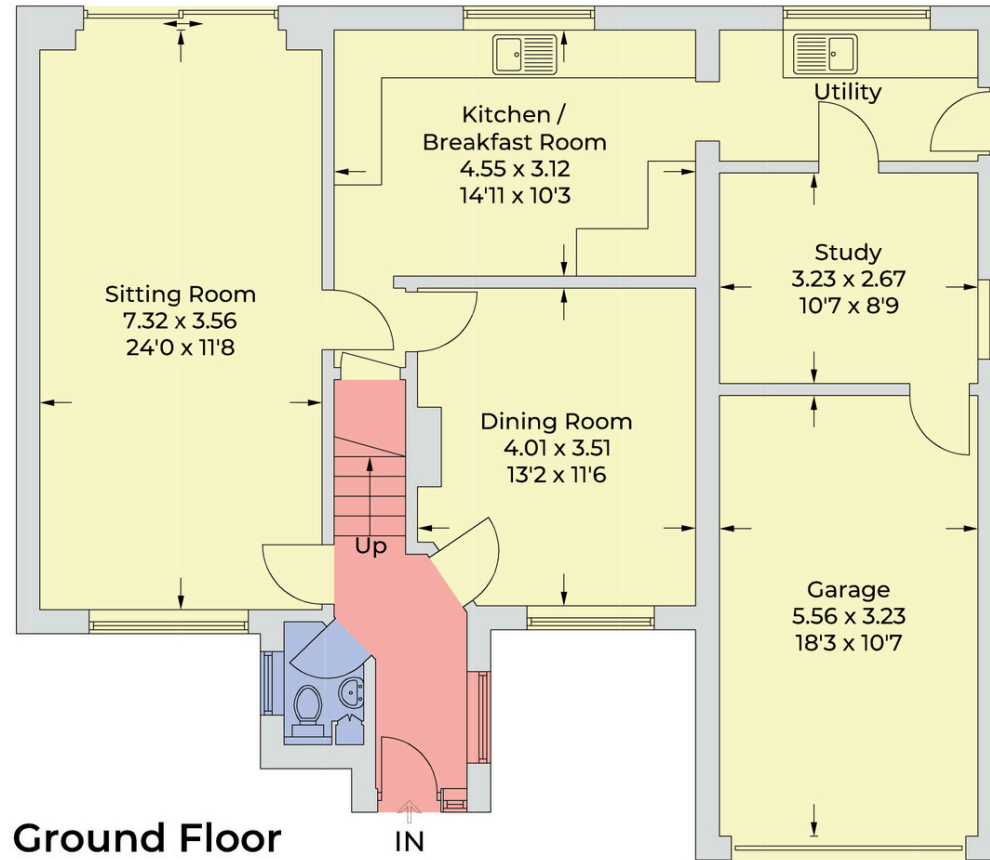 Kitchen /
Breakfast Room
4.55 x 3.12
14'11 x 10'3
Utility
Sitting Room
7.32 x 3.56
24'0 x 11'8
Study
3.23 x 2.67
10'7 x 8'9
Dining Room
4.01 x 3.51
13'2 x 11'6
Up
Garage
5.56 x 3.23
18'3 x 10'7
Ground Floor
IN